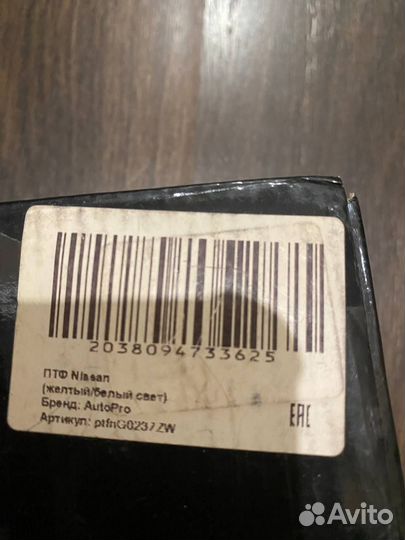 2038094733625
ПТФ Nissan
(желтый/белый свет)
Бренд: AutoPro
Артикул: ptfnG0237ZW
EAC
Avito